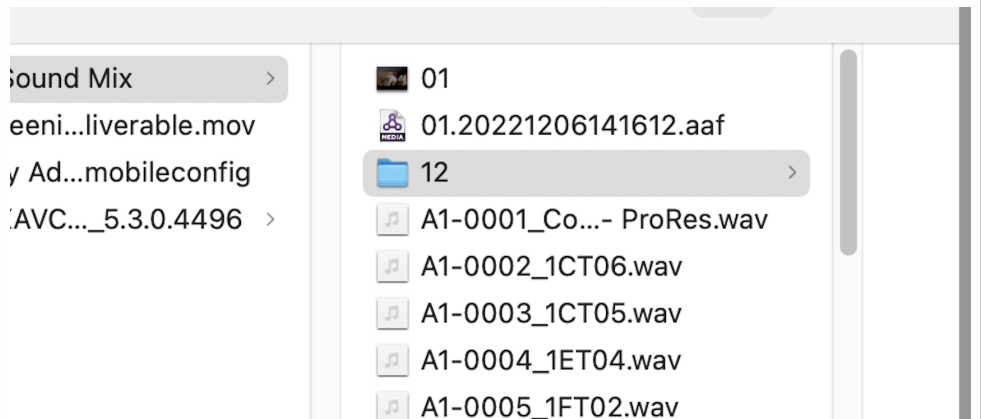 Sound Mix
eeni...liverable.mov
y Ad...mobileconfig
XAVC..._5.3.0.4496
01
01.20221206141612.aaf
MEDIA
12
A1-0001_Co...- ProRes.wav
A1-0002_1CT06.wav
A1-0003_1CT05.wav
A1-0004_1ET04.wav
A1-0005_1FT02.wav